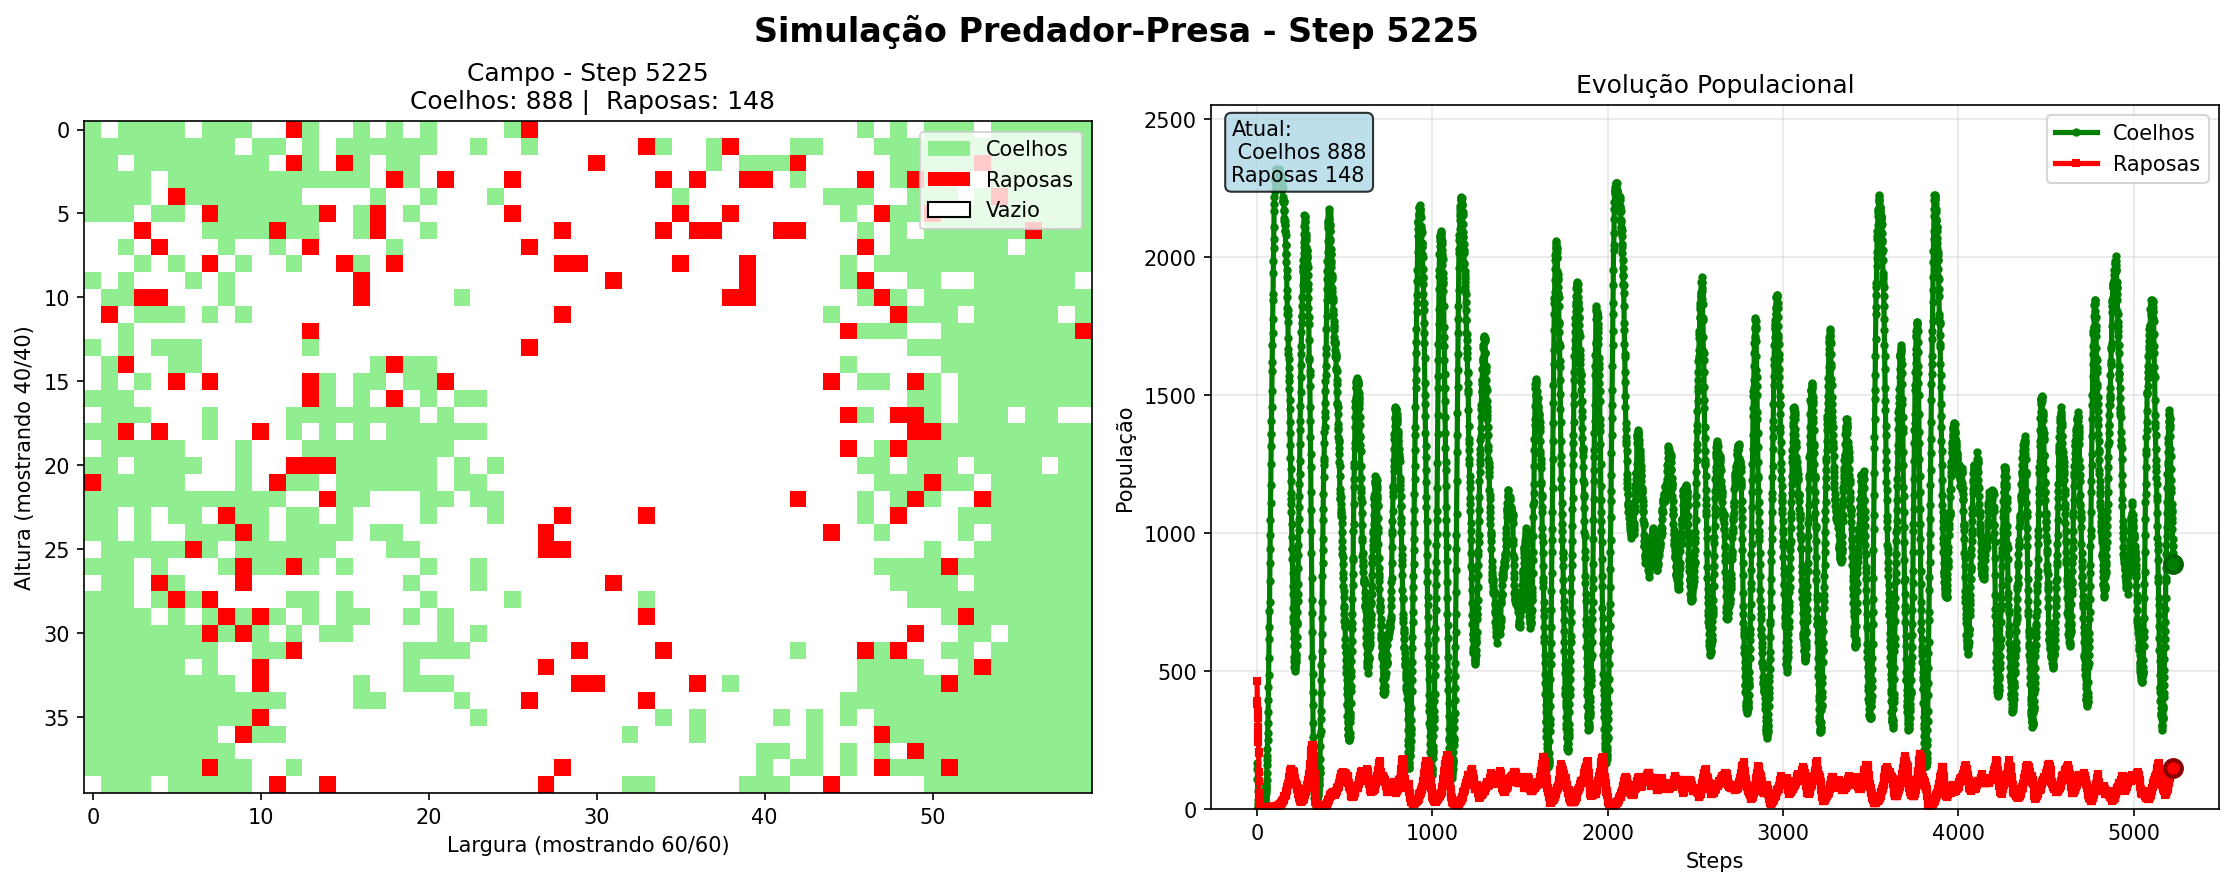 Simulação Predador-Presa - Step 5225
Campo - Step 5225
Coelhos: 888 |  Raposas: 148
Coelhos
Raposas
Vazio
0
5
10
15
20
25
30
35
Altura (mostrando 40/40)
0
10
20
30
40
50
Largura (mostrando 60/60)
Evolução Populacional
Atual:
Coelhos 888
Raposas 148
Coelhos
Raposas
2500
2000
1500
1000
500
0
População
0
1000
2000
3000
4000
5000
Steps